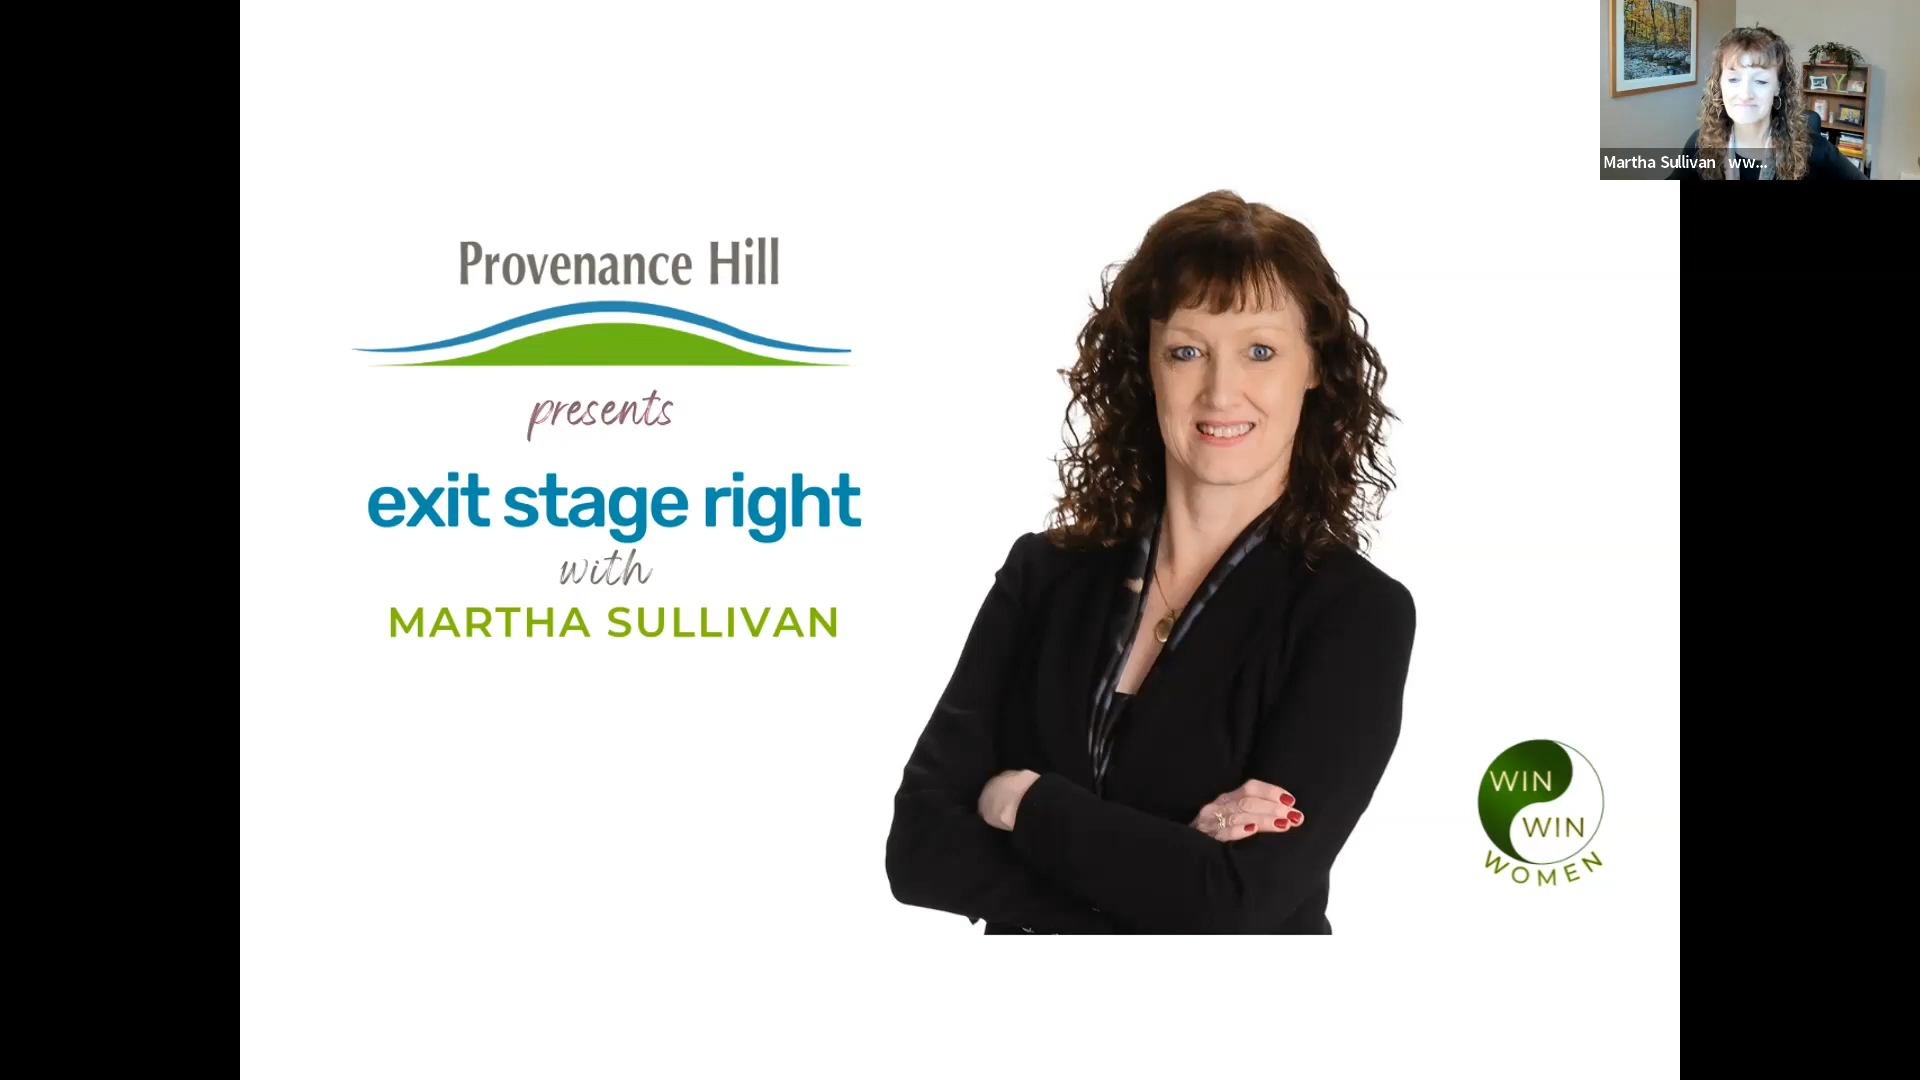 Martha Sullivan ww...
Provenance Hill
presents
exit stage right
with
MARTHA SULLIVAN
WIN
WIN
WOMEN